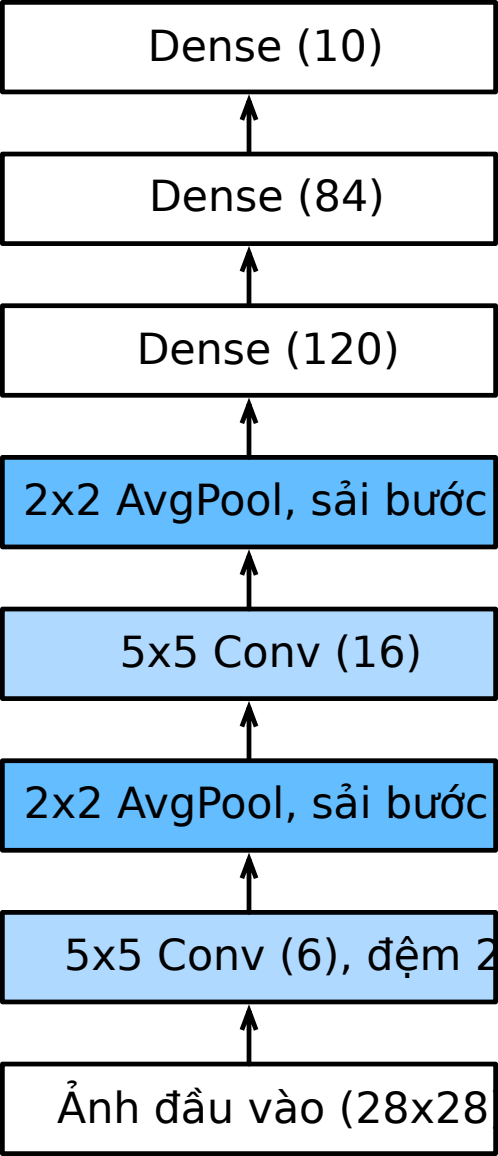 Dense (10)
Dense (84)
Dense (120)
2x2 AvgPool, sải bước
5x5 Conv (16)
2x2 AvgPool, sải bước
5x5 Conv (6), đệm 2
Ảnh đầu vào (28x28)